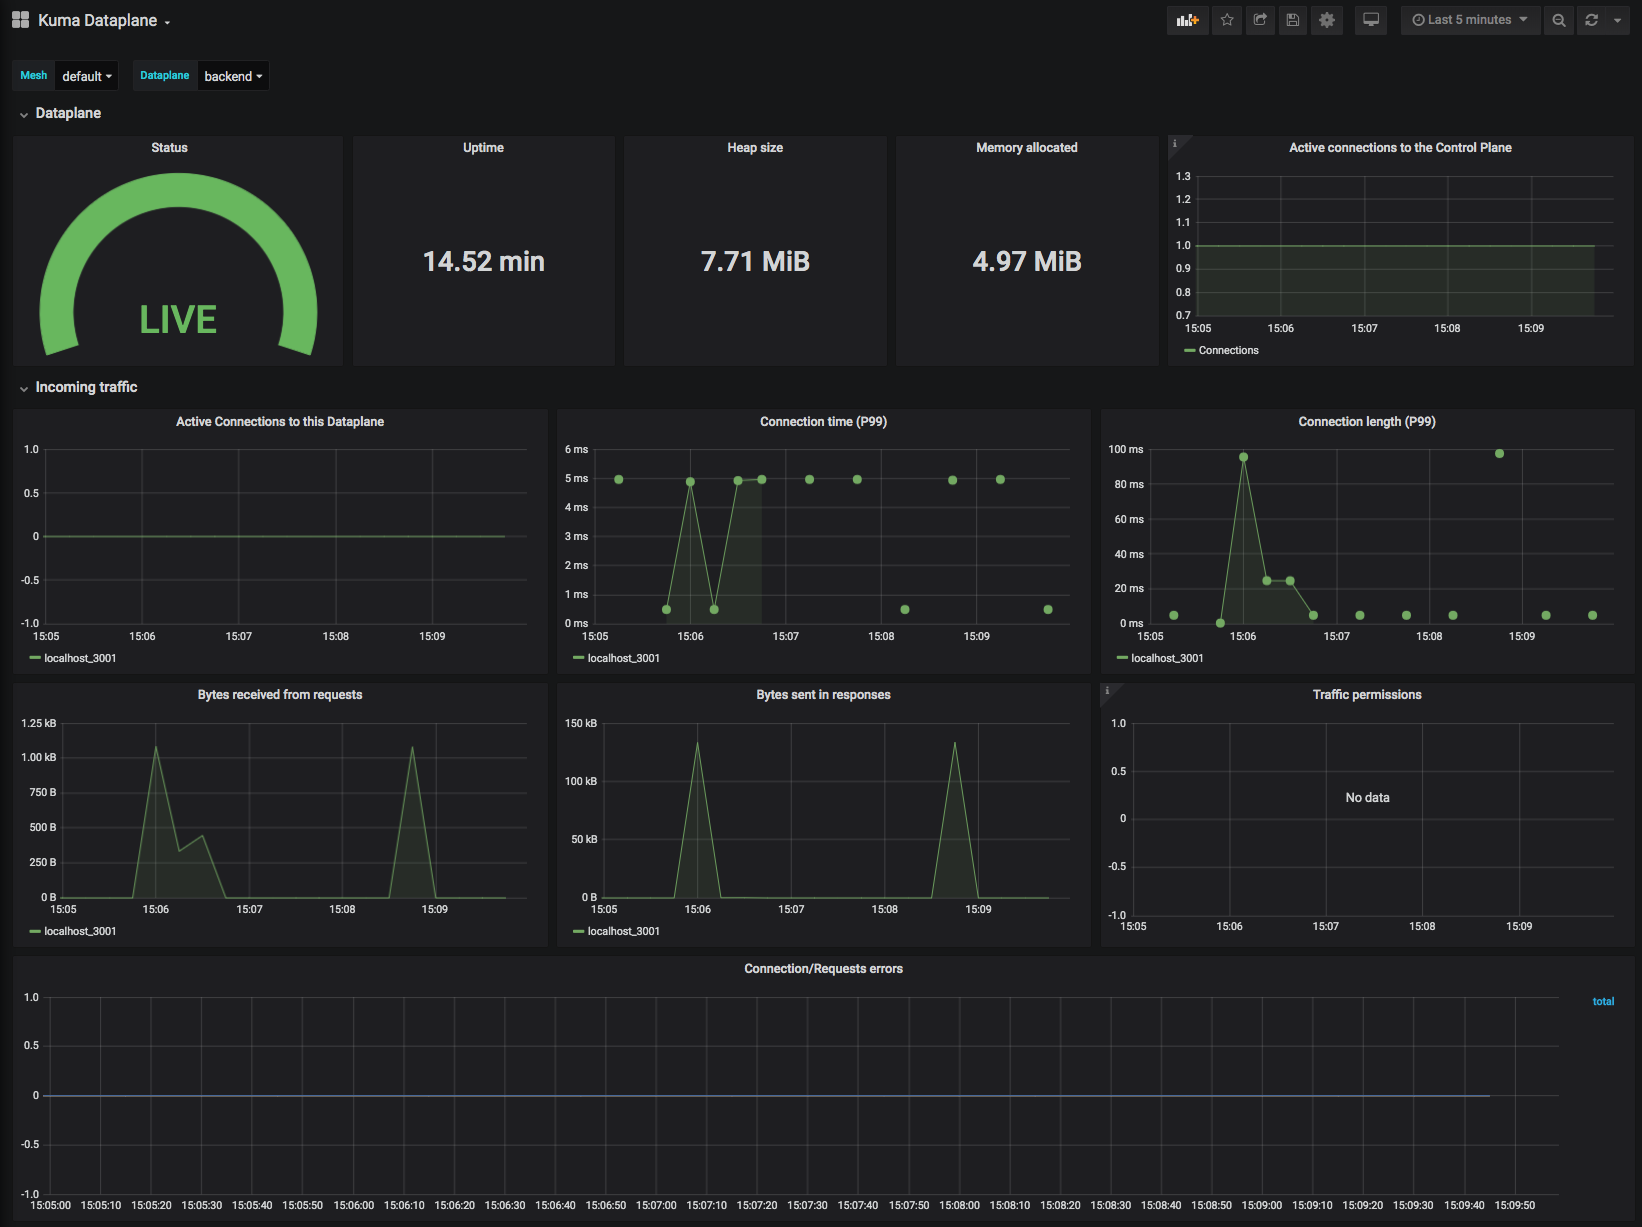 Kuma Dataplane
Last 5 minutes
Mesh default Dataplane backend
Dataplane
Status
LIVE
Uptime
14.52 min
Heap size
7.71 MiB
Memory allocated
4.97 MiB
i
Active connections to the Control Plane
1.3
1.2
1.1
1.0
0.9
0.8
0.7
15:05 15:06 15:07 15:08 15:09
Connections
Incoming traffic
Active Connections to this Dataplane
1.0
0.5
0
-0.5
-1.0
15:05 15:06 15:07 15:08 15:09
localhost_3001
Connection time (P99)
6 ms
5 ms
4 ms
3 ms
2 ms
1 ms
0 ms
15:05 15:06 15:07 15:08 15:09
localhost_3001
Connection length (P99)
100 ms
80 ms
60 ms
40 ms
20 ms
0 ms
15:05 15:06 15:07 15:08 15:09
localhost_3001
Bytes received from requests
1.25 kB
1.00 kB
750 B
500 B
250 B
0 B
15:05 15:06 15:07 15:08 15:09
localhost_3001
Bytes sent in responses
150 kB
100 kB
50 kB
0 B
15:05 15:06 15:07 15:08 15:09
localhost_3001
i
Traffic permissions
1.0
0.5
No data
0
-0.5
-1.0
15:05 15:06 15:07 15:08 15:09
Connection/Requests errors
1.0
0.5
0
-0.5
-1.0
15:05:00 15:05:10 15:05:20 15:05:30 15:05:40 15:05:50 15:06:00 15:06:10 15:06:20 15:06:30 15:06:40 15:06:50 15:07:00 15:07:10 15:07:20 15:07:30 15:07:40 15:07:50 15:08:00 15:08:10 15:08:20 15:08:30 15:08:40 15:08:50 15:09:00 15:09:10 15:09:20 15:09:30 15:09:40 15:09:50
total